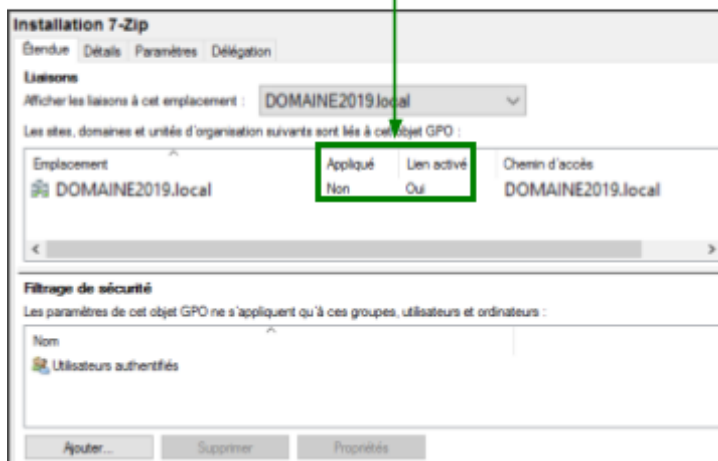 Installation 7-Zip
Étendue Détails Paramètres Délégation
Liaisons
Afficher les liaisons à cet emplacement : DOMAINE2019.local
Les sites, domaines et unités d'organisation suivants sont liés à cet objet GPO :
Emplacement Appliqué Lien activé Chemin d'accès
DOMAINE2019.local Non Oui DOMAINE2019.local
Filtrage de sécurité
Les paramètres de cet objet GPO ne s'appliquent qu'à ces groupes, utilisateurs et ordinateurs :
Nom
Utilisateurs authentifiés
Ajouter... Supprimer Propriétés